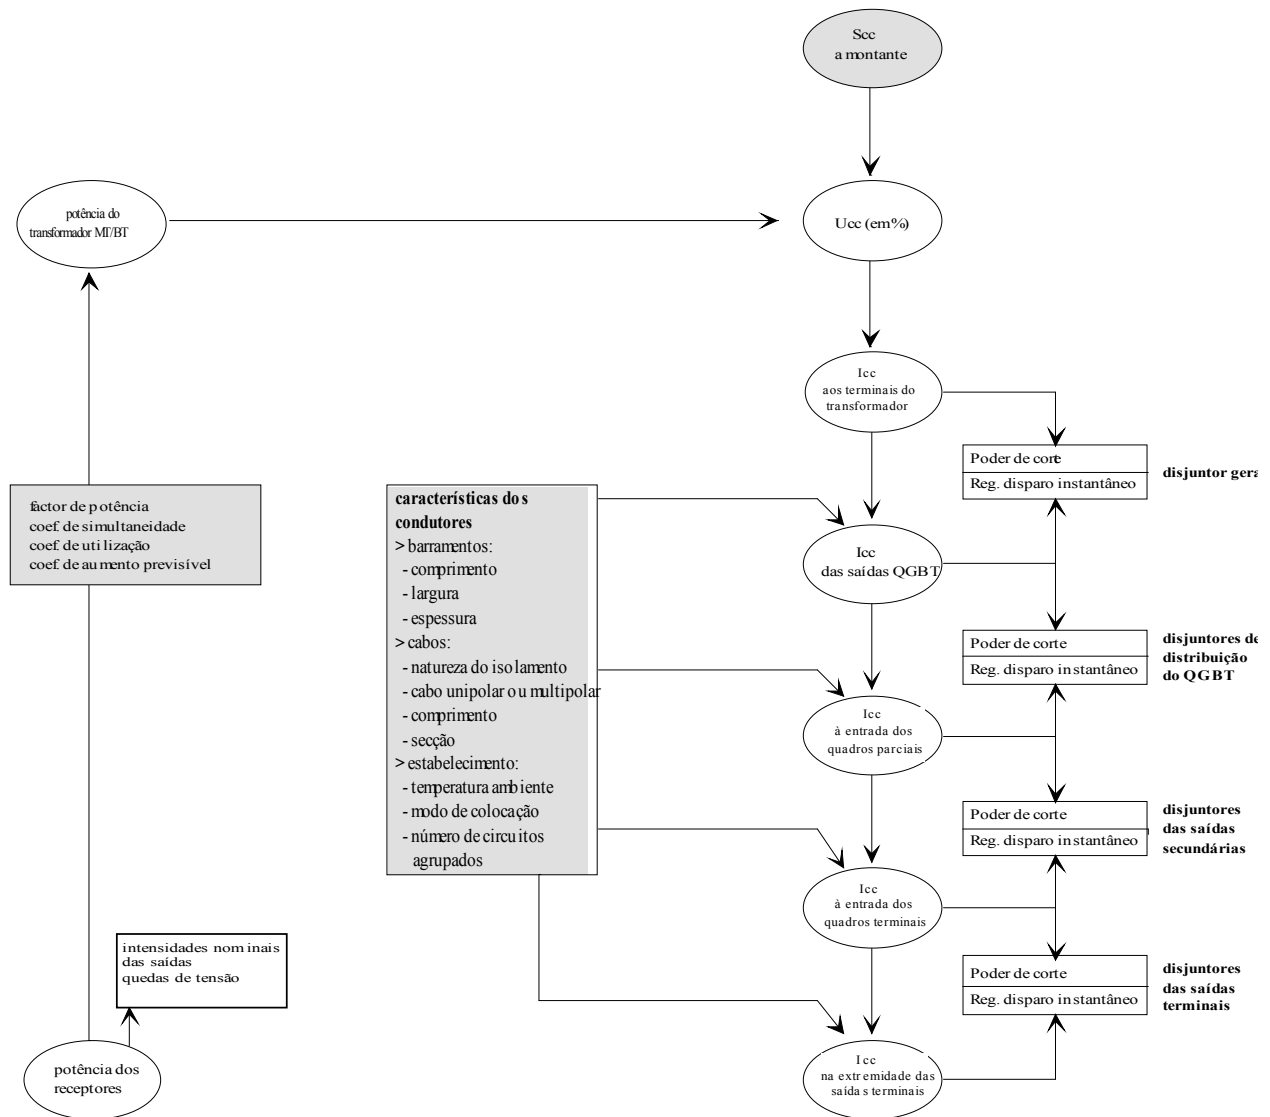 Scc
a montante
potência do
transformador MT/BT
Ucc (em%)
Icc
aos terminais do
transformador
Poder de corte
Reg. disparo instantâneo
disjuntor gera
factor de potência
coef. de simultaneidade
coef. de utilização
coef. de aumento previsível
características dos
condutores
> barramentos:
- comprimento
- largura
- espessura
> cabos:
- natureza do isolamento
- cabo unipolar ou multipolar
- comprimento
- secção
> estabelecimento:
- temperatura ambiente
- modo de colocação
- número de circuitos
agrupados
Icc
das saídas QGBT
Poder de corte
Reg. disparo instantâneo
disjuntores de
distribuição
do QGBT
Icc
à entrada dos
quadros parciais
Poder de corte
Reg. disparo instantâneo
disjuntores
das saídas
secundárias
Icc
à entrada dos
quadros terminais
Poder de corte
Reg. disparo instantâneo
disjuntores
das saídas
terminais
intensidades nominais
das saídas
quedas de tensão
potência dos
receptores
Icc
na extremidade das
saídas terminais